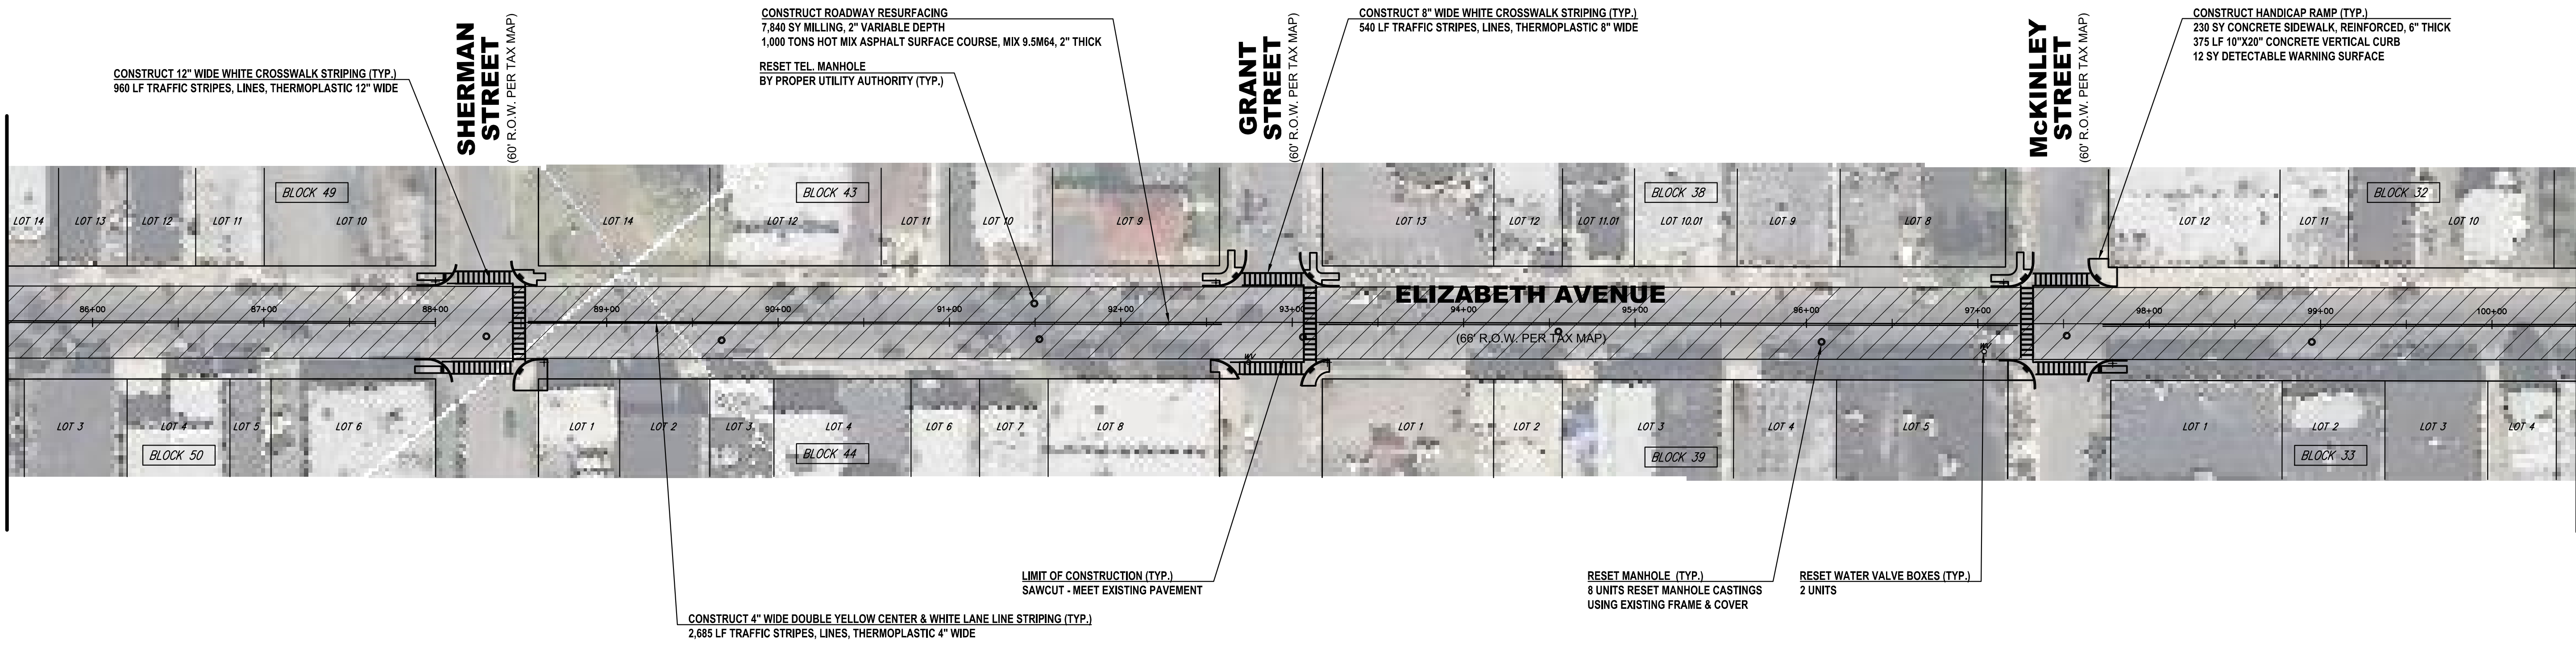 CONSTRUCT 12" WIDE WHITE CROSSWALK STRIPING (TYP.)
960 LF TRAFFIC STRIPES, LINES, THERMOPLASTIC 12" WIDE
SHERMAN
STREET
(60' R.O.W. PER TAX MAP)
CONSTRUCT ROADWAY RESURFACING
7,840 SY MILLING, 2" VARIABLE DEPTH
1,000 TONS HOT MIX ASPHALT SURFACE COURSE, MIX 9.5M64, 2" THICK
RESET TEL. MANHOLE
BY PROPER UTILITY AUTHORITY (TYP.)
GRANT
STREET
(60' R.O.W. PER TAX MAP)
CONSTRUCT 8" WIDE WHITE CROSSWALK STRIPING (TYP.)
540 LF TRAFFIC STRIPES, LINES, THERMOPLASTIC 8" WIDE
McKINLEY
STREET
(60' R.O.W. PER TAX MAP)
CONSTRUCT HANDICAP RAMP (TYP.)
230 SY CONCRETE SIDEWALK, REINFORCED, 6" THICK
375 LF 10"X20" CONCRETE VERTICAL CURB
12 SY DETECTABLE WARNING SURFACE
BLOCK 49
BLOCK 43
BLOCK 38
BLOCK 32
LOT 14
LOT 13
LOT 12
LOT 11
LOT 10
LOT 14
LOT 12
LOT 11
LOT 10
LOT 9
LOT 13
LOT 12
LOT 11.01
LOT 10.01
LOT 9
LOT 8
LOT 12
LOT 11
LOT 10
ELIZABETH AVENUE
86+00
87+00
88+00
89+00
90+00
91+00
92+00
93+00
94+00
95+00
96+00
97+00
98+00
99+00
100+00
(66' R.O.W. PER TAX MAP)
WV
WV
LOT 3
LOT 4
LOT 5
LOT 6
LOT 1
LOT 2
LOT 3
LOT 4
LOT 6
LOT 7
LOT 8
LOT 1
LOT 2
LOT 3
LOT 4
LOT 5
LOT 1
LOT 2
LOT 3
LOT 4
BLOCK 50
BLOCK 44
BLOCK 39
BLOCK 33
LIMIT OF CONSTRUCTION (TYP.)
SAWCUT - MEET EXISTING PAVEMENT
RESET MANHOLE (TYP.)
8 UNITS RESET MANHOLE CASTINGS
USING EXISTING FRAME & COVER
RESET WATER VALVE BOXES (TYP.)
2 UNITS
CONSTRUCT 4" WIDE DOUBLE YELLOW CENTER & WHITE LANE LINE STRIPING (TYP.)
2,685 LF TRAFFIC STRIPES, LINES, THERMOPLASTIC 4" WIDE